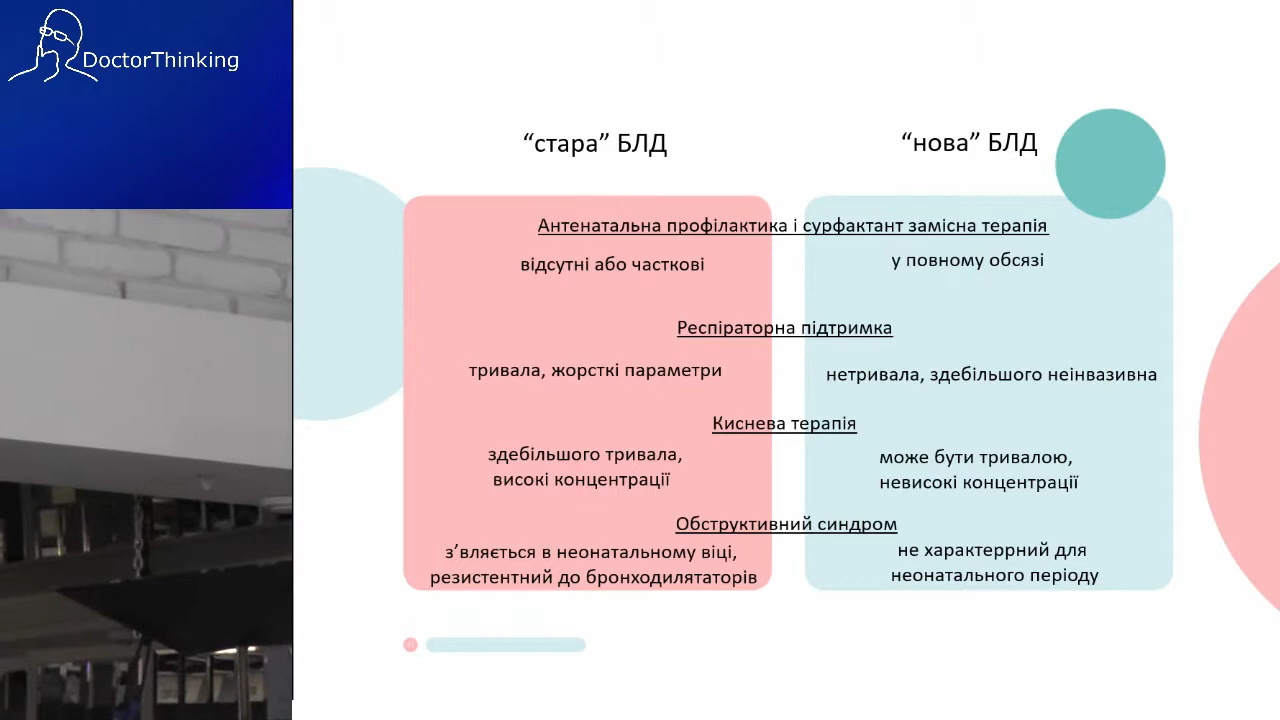 DoctorThinking
“стара” БЛД
“нова” БЛД
Антенатальна профілактика і сурфактант замісна терапія
відсутні або часткові
у повному обсязі
Респіраторна підтримка
тривала, жорсткі параметри
нетривала, здебільшого неінвазивна
Киснева терапія
здебільшого тривала,
високі концентрації
може бути тривалою,
невисокі концентрації
Обструктивний синдром
з’вляється в неонатальному віці,
резистентний до бронходилятаторів
не характеррний для
неонатального періоду